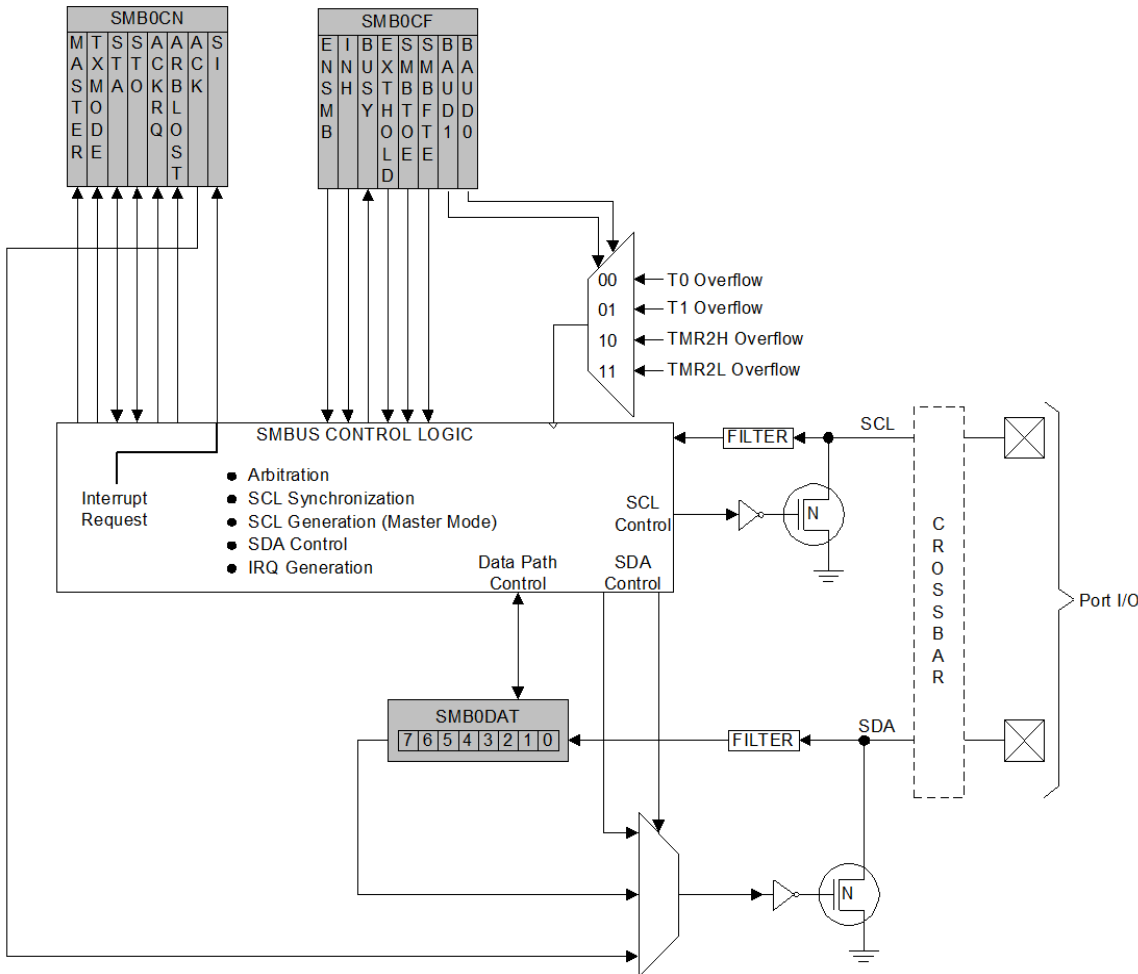 SMB0CN
MASTER
TXMODE
STA
STO
ACKRQ
ARBLOST
ACK
SI
SMB0CF
ENSMB
INH
BUSY
EXTHOLD
SMBTOE
SMBFTE
BAUD1
BAUD0
00
01
10
11
T0 Overflow
T1 Overflow
TMR2H Overflow
TMR2L Overflow
SMBUS CONTROL LOGIC
Interrupt
Request
Arbitration
SCL Synchronization
SCL Generation (Master Mode)
SDA Control
IRQ Generation
SCL
Control
Data Path
Control
SDA
Control
FILTER
SCL
N
CROSSBAR
Port I/O
SMB0DAT
7 6 5 4 3 2 1 0
FILTER
SDA
N